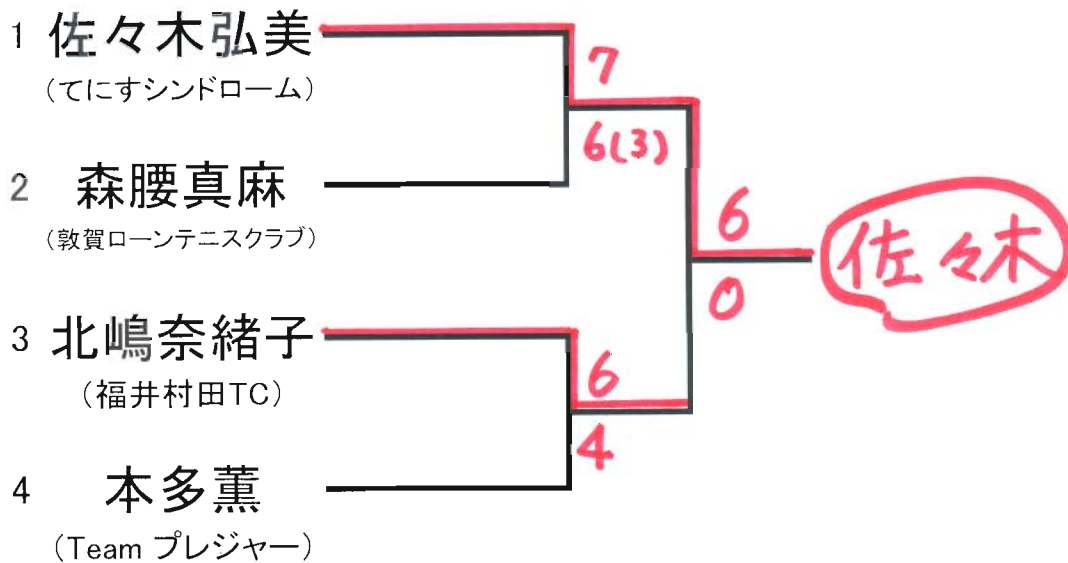 1 佐々木弘美
(てにすシンドローム)
7
6(3)
2 森腰真麻
(敦賀ローンテニスクラブ)
6
0
佐々木
3 北嶋奈緒子
(福井村田TC)
6
4
4 本多薫
(Team プレジャー)